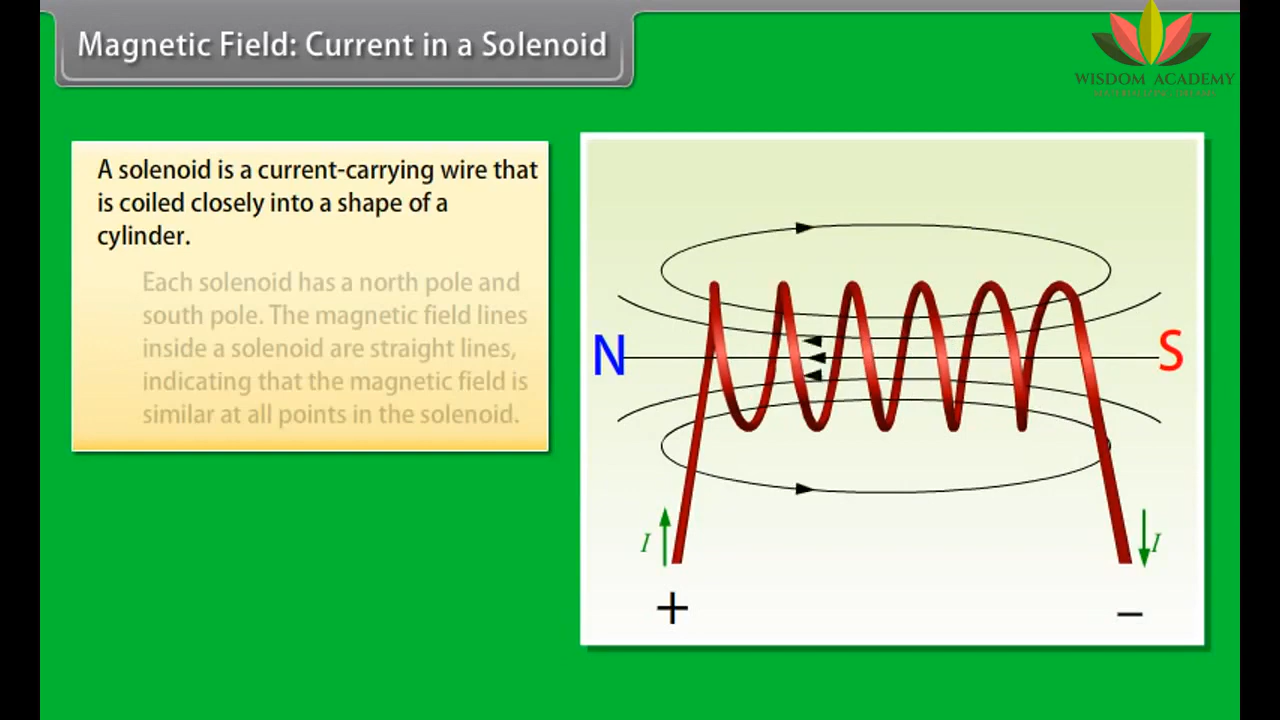 Magnetic Field: Current in a Solenoid
WISDOM ACADEMY
A solenoid is a current-carrying wire that
is coiled closely into a shape of a
cylinder.
Each solenoid has a north pole and
south pole. The magnetic field lines
inside a solenoid are straight lines,
indicating that the magnetic field is
similar at all points in the solenoid.
N
S
I
I
+
–